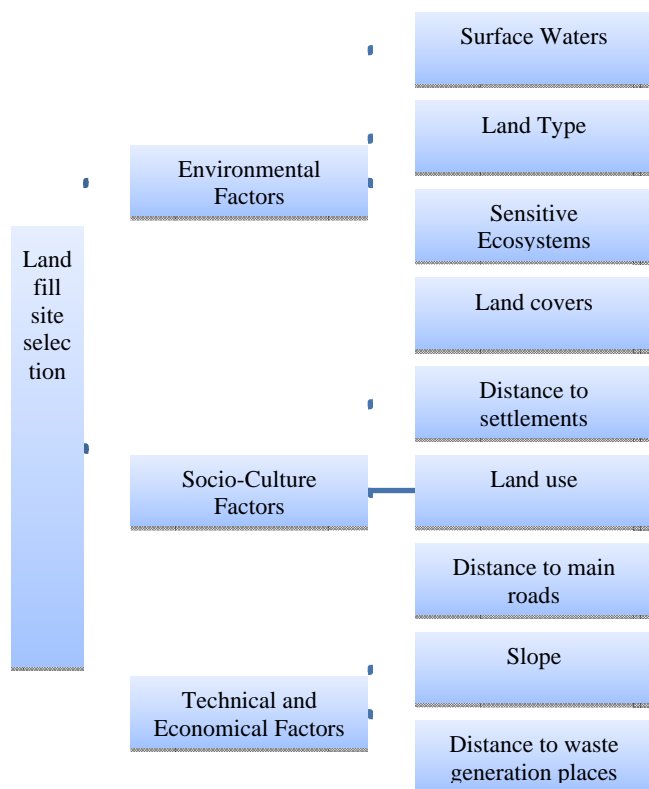 Land
fill
site
selec
tion
Environmental
Factors
Socio-Culture
Factors
Technical and
Economical Factors
Surface Waters
Land Type
Sensitive
Ecosystems
Land covers
Distance to
settlements
Land use
Distance to main
roads
Slope
Distance to waste
generation places